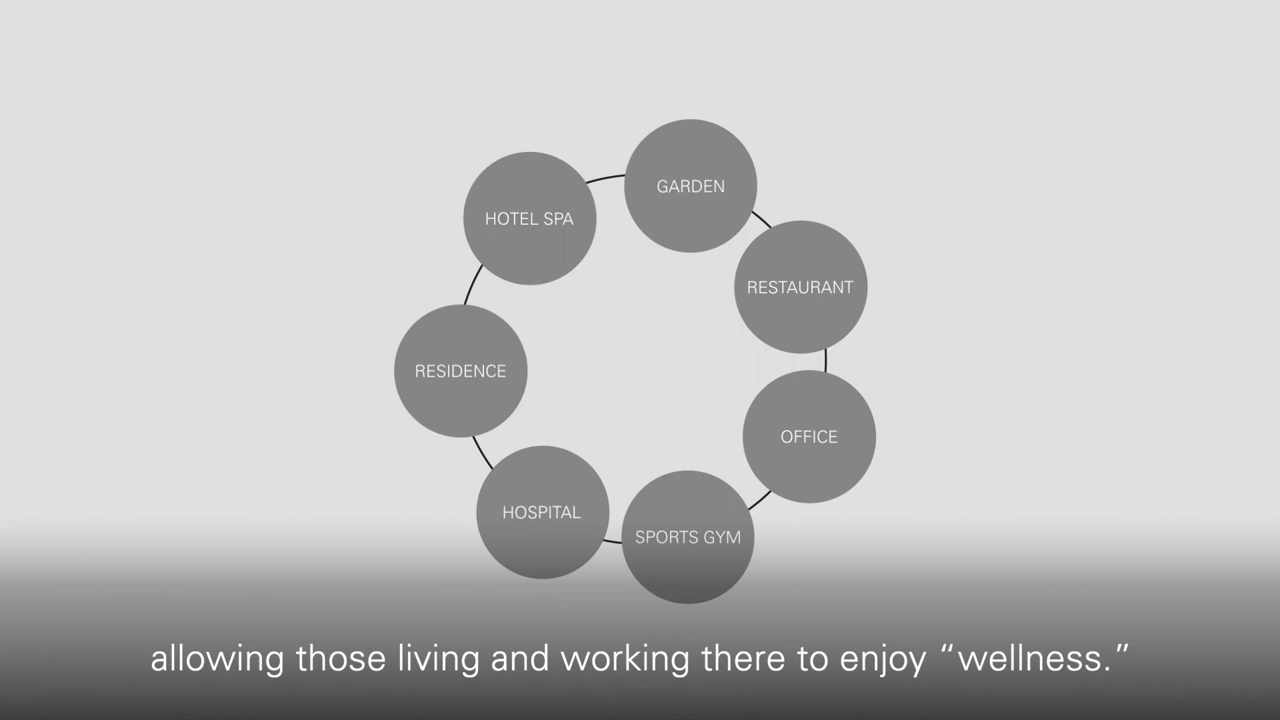 GARDEN
HOTEL SPA
RESTAURANT
RESIDENCE
OFFICE
HOSPITAL
SPORTS GYM
allowing those living and working there to enjoy “wellness.”